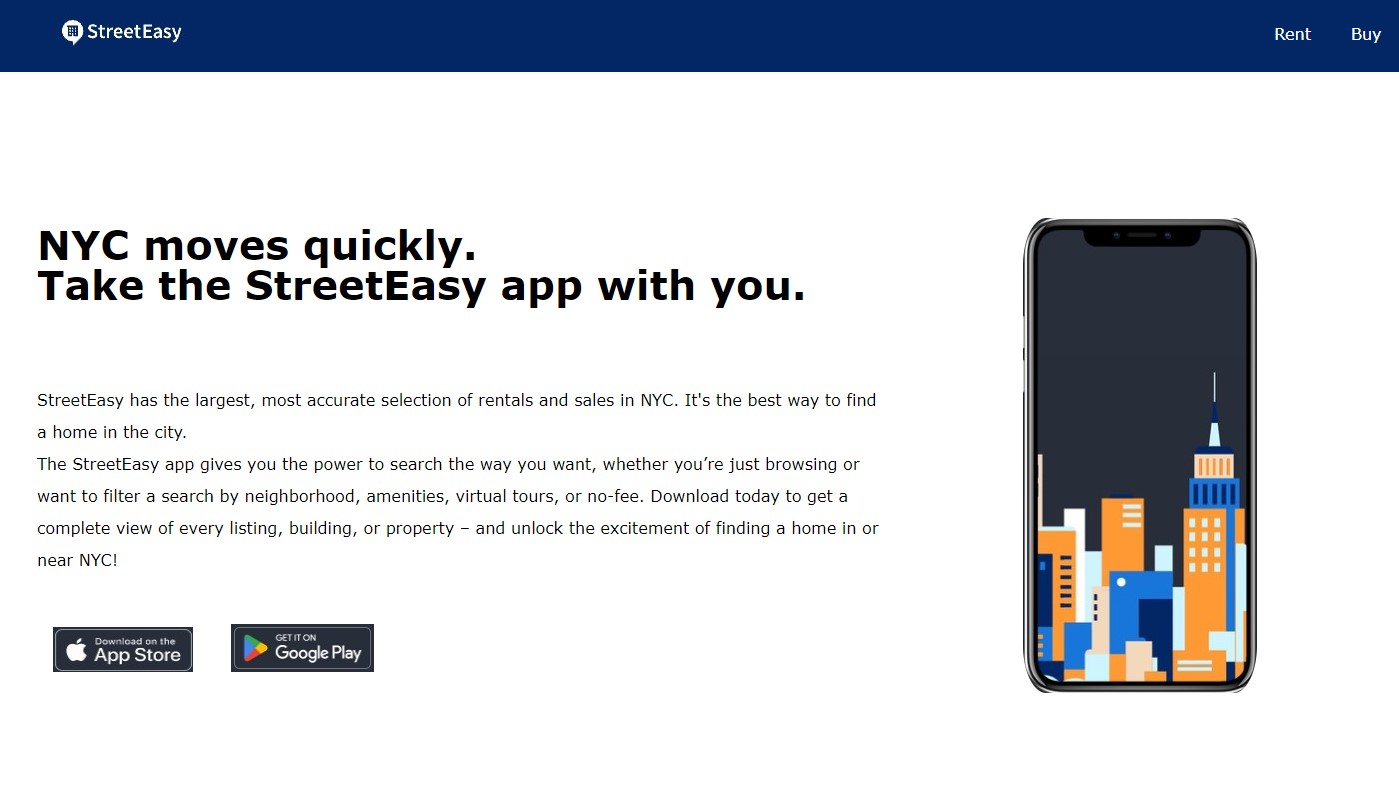 StreetEasy
Rent
Buy
NYC moves quickly.
Take the StreetEasy app with you.
StreetEasy has the largest, most accurate selection of rentals and sales in NYC. It's the best way to find
a home in the city.
The StreetEasy app gives you the power to search the way you want, whether you’re just browsing or
want to filter a search by neighborhood, amenities, virtual tours, or no-fee. Download today to get a
complete view of every listing, building, or property – and unlock the excitement of finding a home in or
near NYC!
Download on the
App Store
GET IT ON
Google Play